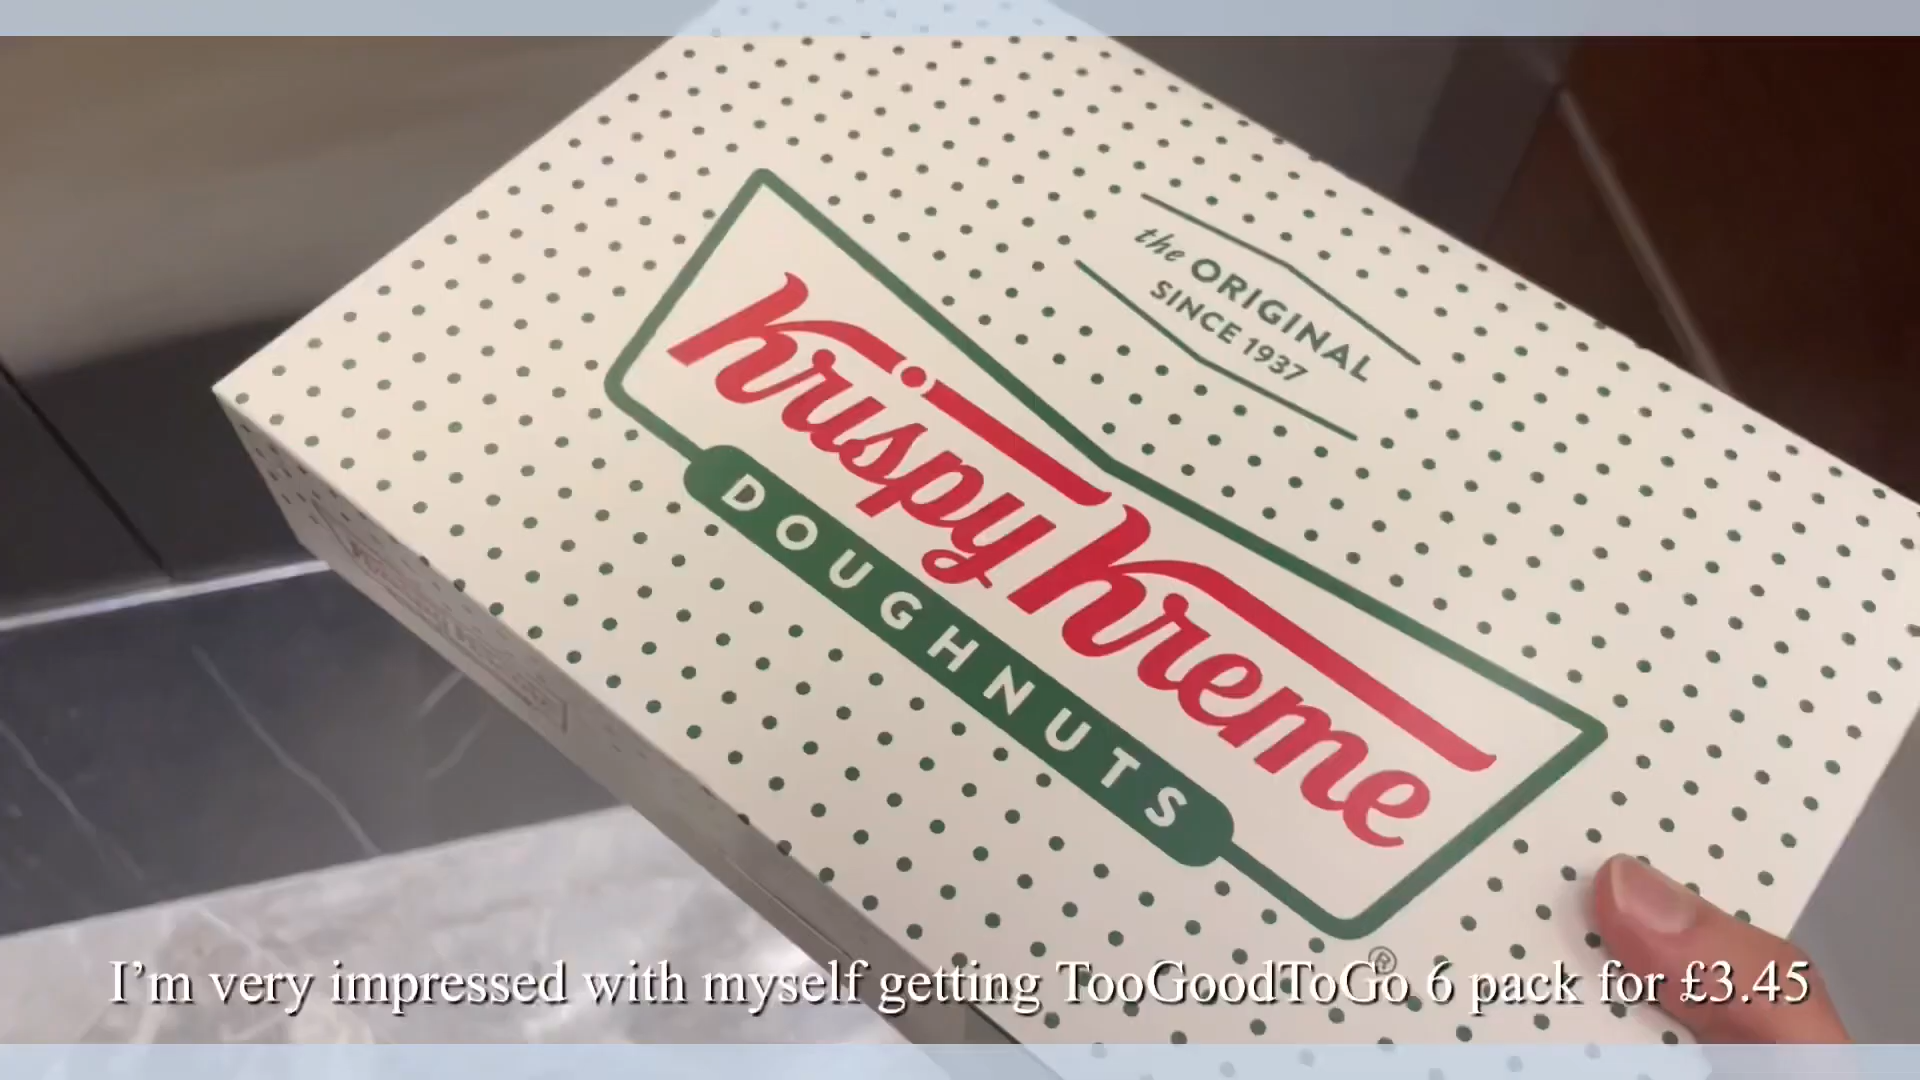 the ORIGINAL
SINCE 1937
krispy kreme
DOUGHNUTS
®
I’m very impressed with myself getting TooGoodToGo 6 pack for £3.45